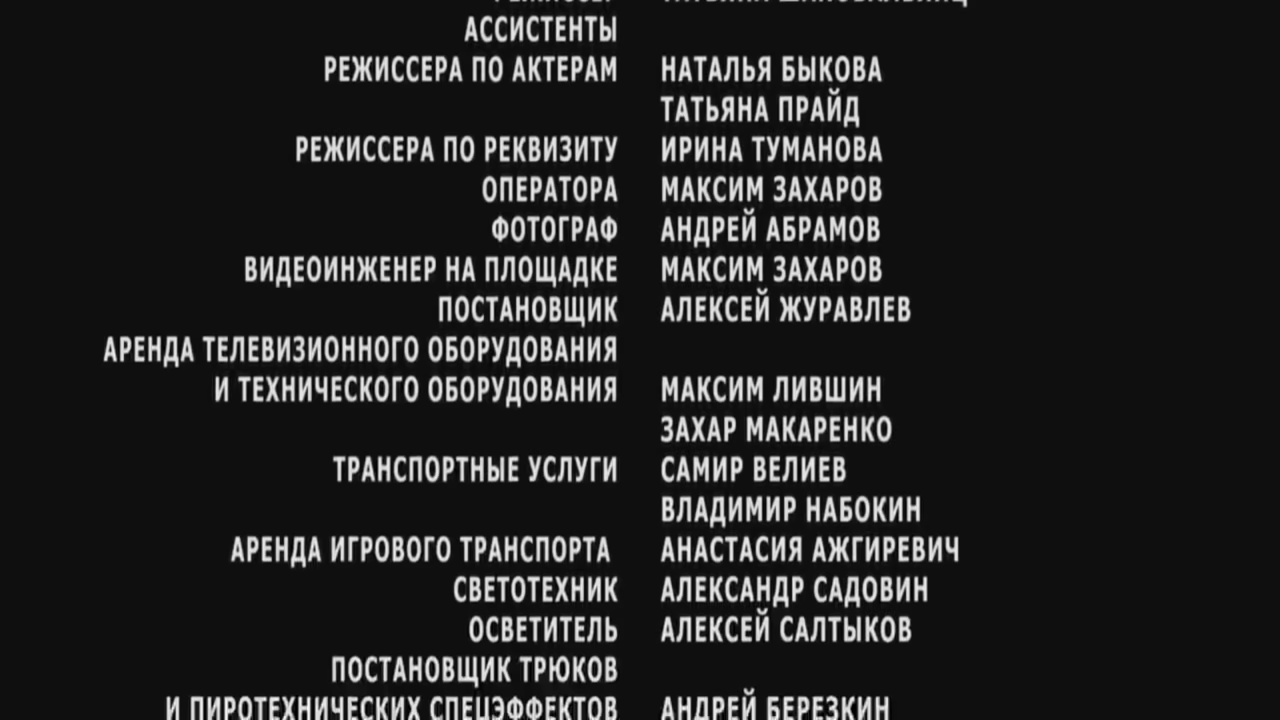 АССИСТЕНТЫ
РЕЖИССЕРА ПО АКТЕРАМ НАТАЛЬЯ БЫКОВА
ТАТЬЯНА ПРАЙД
РЕЖИССЕРА ПО РЕКВИЗИТУ ИРИНА ТУМАНОВА
ОПЕРАТОРА МАКСИМ ЗАХАРОВ
ФОТОГРАФ АНДРЕЙ АБРАМОВ
ВИДЕОИНЖЕНЕР НА ПЛОЩАДКЕ МАКСИМ ЗАХАРОВ
ПОСТАНОВЩИК АЛЕКСЕЙ ЖУРАВЛЕВ
АРЕНДА ТЕЛЕВИЗИОННОГО ОБОРУДОВАНИЯ
И ТЕХНИЧЕСКОГО ОБОРУДОВАНИЯ МАКСИМ ЛИВШИН
ЗАХАР МАКАРЕНКО
ТРАНСПОРТНЫЕ УСЛУГИ САМИР ВЕЛИЕВ
ВЛАДИМИР НАБОКИН
АРЕНДА ИГРОВОГО ТРАНСПОРТА АНАСТАСИЯ АЖГИРЕВИЧ
СВЕТОТЕХНИК АЛЕКСАНДР САДОВИН
ОСВЕТИТЕЛЬ АЛЕКСЕЙ САЛТЫКОВ
ПОСТАНОВЩИК ТРЮКОВ
И ПИРОТЕХНИЧЕСКИХ СПЕЦЭФФЕКТОВ АНДРЕЙ БЕРЕЗКИН